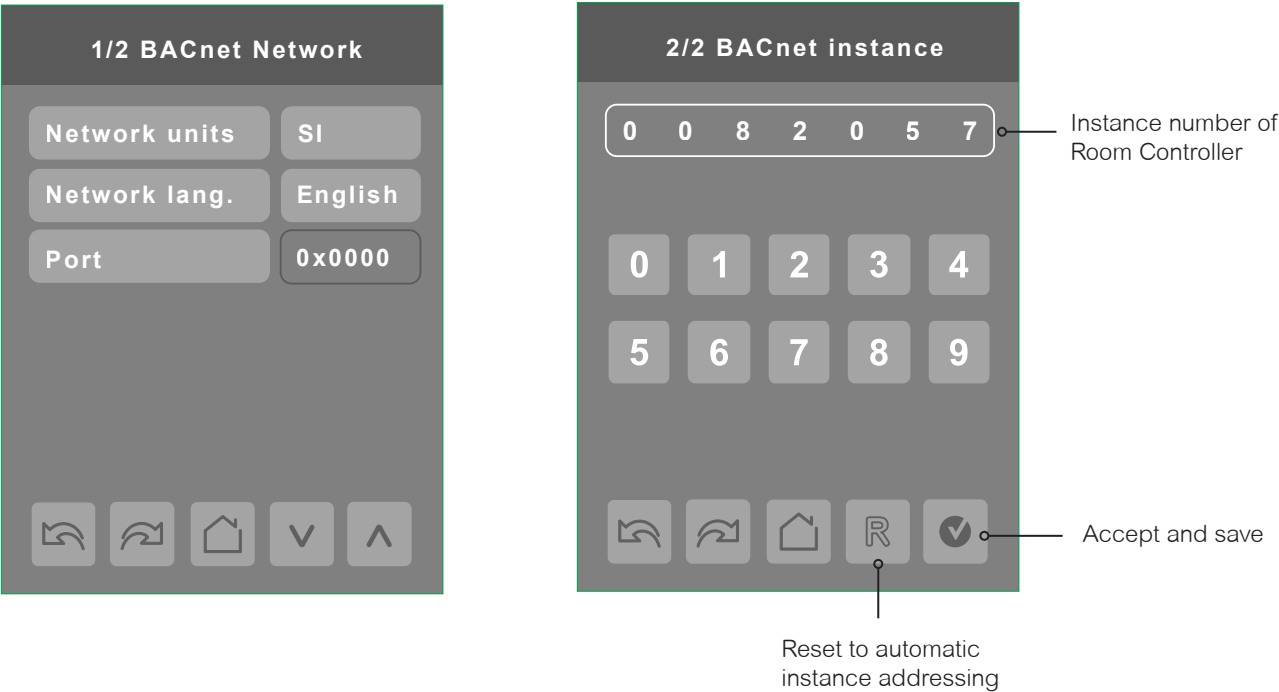 1/2 BACnet Network
Network units SI
Network lang. English
Port 0x0000
2/2 BACnet instance
0 0 8 2 0 5 7
Instance number of
Room Controller
0 1 2 3 4
5 6 7 8 9
R
Accept and save
Reset to automatic
instance addressing